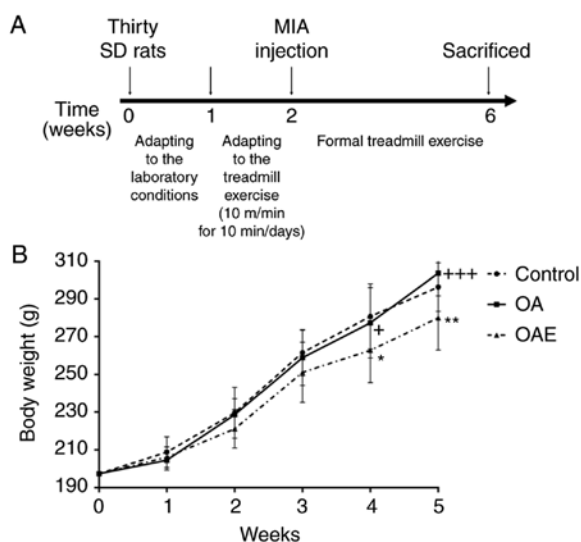 A
Thirty
SD rats
MIA
injection
Sacrificed
Time
(weeks)
0 1 2 6
Adapting
to the
laboratory
conditions
Adapting
to the
treadmill
exercise
(10 m/min
for 10 min/days)
Formal treadmill exercise
B
Body weight (g)
310
290
270
250
230
210
190
0 1 2 3 4 5
Weeks
+
*
+++
**
Control
OA
OAE